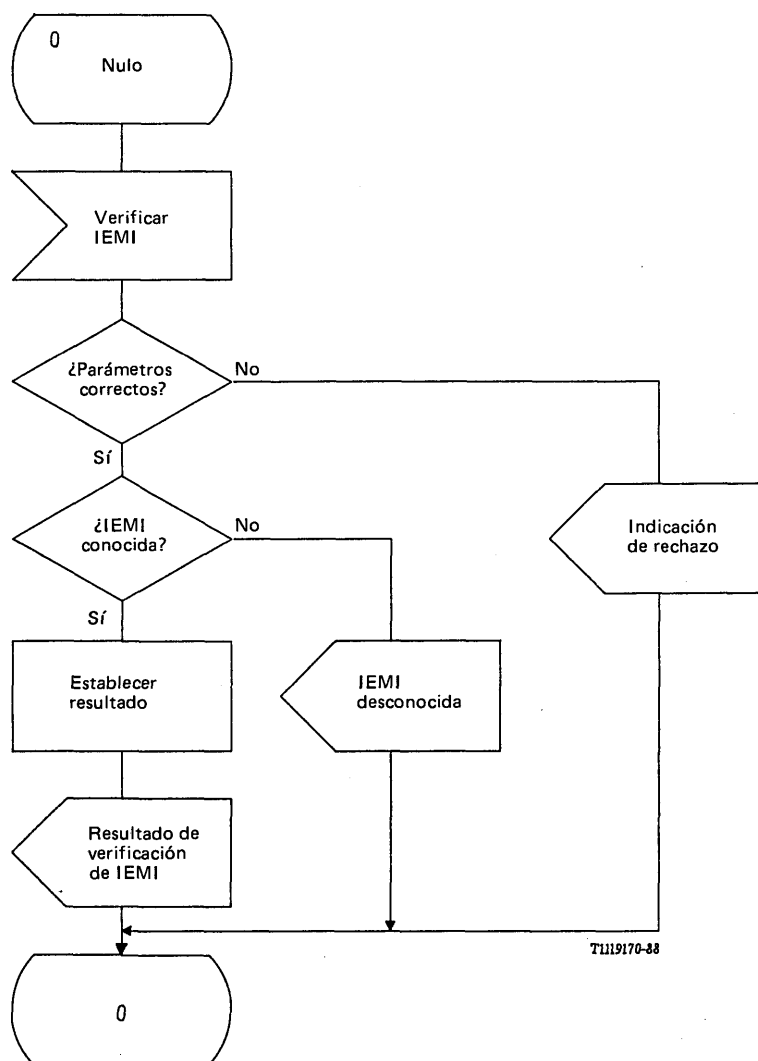 0
Nulo
Verificar
IEMI
¿Parámetros
correctos?
No
Sí
¿IEMI
conocida?
No
Indicación
de rechazo
Sí
Establecer
resultado
IEMI
desconocida
Resultado de
verificación
de IEMI
T1119170-88
0